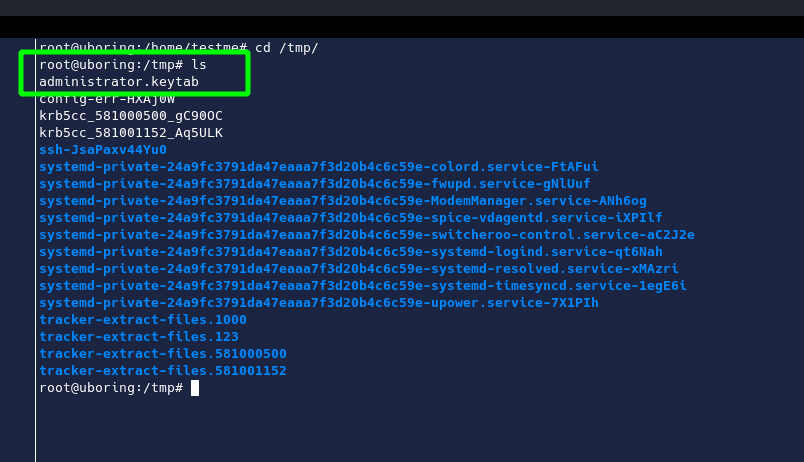 root@uboring:/home/testme# cd /tmp/
root@uboring:/tmp# ls
administrator.keytab
config-err-HXAj0W
krb5cc_581000500_gC90OC
krb5cc_581001152_Aq5ULK
ssh-JsaPaxv44Yu0
systemd-private-24a9fc3791da47eaaa7f3d20b4c6c59e-colord.service-FtAFui
systemd-private-24a9fc3791da47eaaa7f3d20b4c6c59e-fwupd.service-gNlUuf
systemd-private-24a9fc3791da47eaaa7f3d20b4c6c59e-ModemManager.service-ANh6og
systemd-private-24a9fc3791da47eaaa7f3d20b4c6c59e-spice-vdagentd.service-iXPIlf
systemd-private-24a9fc3791da47eaaa7f3d20b4c6c59e-switcheroo-control.service-aC2J2e
systemd-private-24a9fc3791da47eaaa7f3d20b4c6c59e-systemd-logind.service-qt6Nah
systemd-private-24a9fc3791da47eaaa7f3d20b4c6c59e-systemd-resolved.service-xMAzri
systemd-private-24a9fc3791da47eaaa7f3d20b4c6c59e-systemd-timesyncd.service-1egE6i
systemd-private-24a9fc3791da47eaaa7f3d20b4c6c59e-upower.service-7X1PIh
tracker-extract-files.1000
tracker-extract-files.123
tracker-extract-files.581000500
tracker-extract-files.581001152
root@uboring:/tmp#